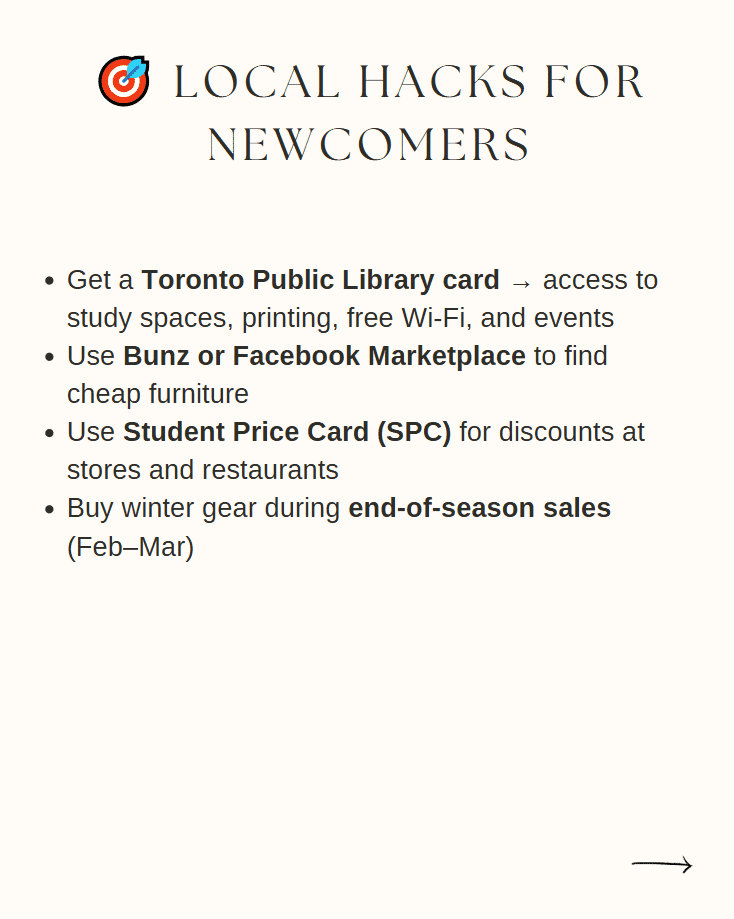 🎯 LOCAL HACKS FOR
NEWCOMERS
• Get a Toronto Public Library card → access to
study spaces, printing, free Wi-Fi, and events
• Use Bunz or Facebook Marketplace to find
cheap furniture
• Use Student Price Card (SPC) for discounts at
stores and restaurants
• Buy winter gear during end-of-season sales
(Feb–Mar)